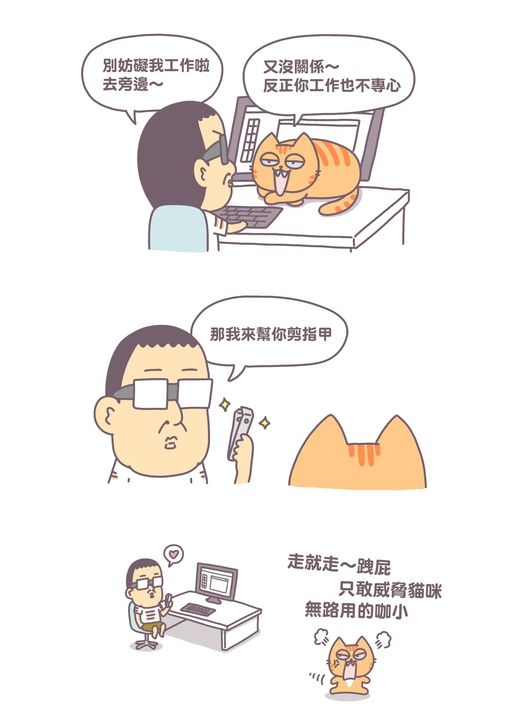 別妨礙我工作啦
去旁邊～
又沒關係～
反正你工作也不專心
那我來幫你剪指甲
走就走～跩屁
只敢威脅貓咪
無路用的咖小